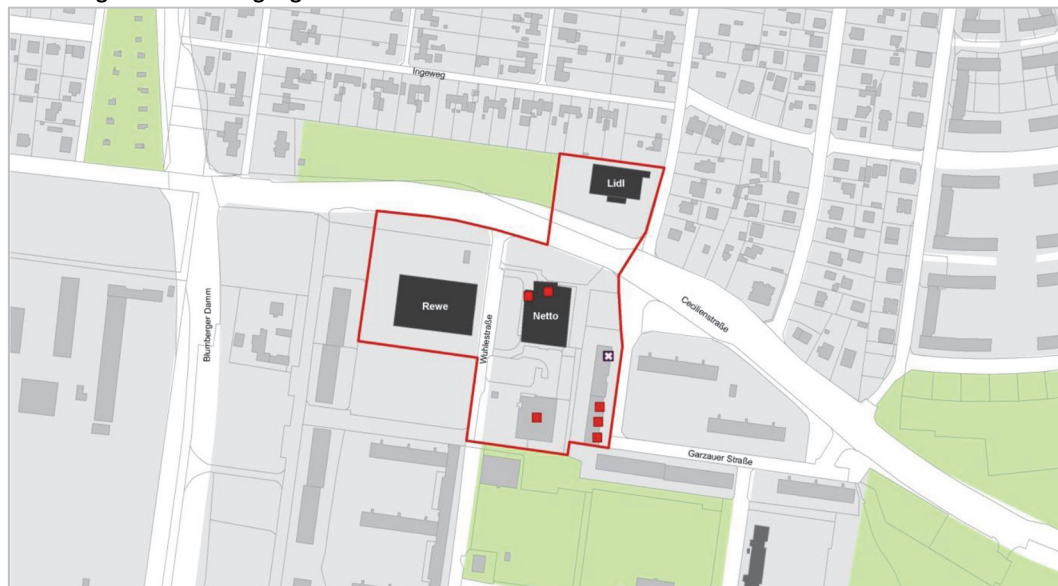 Ingeweg
Lidl
Rewe
Netto
Blumberger Damm
Wuhlestraße
Cecilienstraße
Garzauer Straße